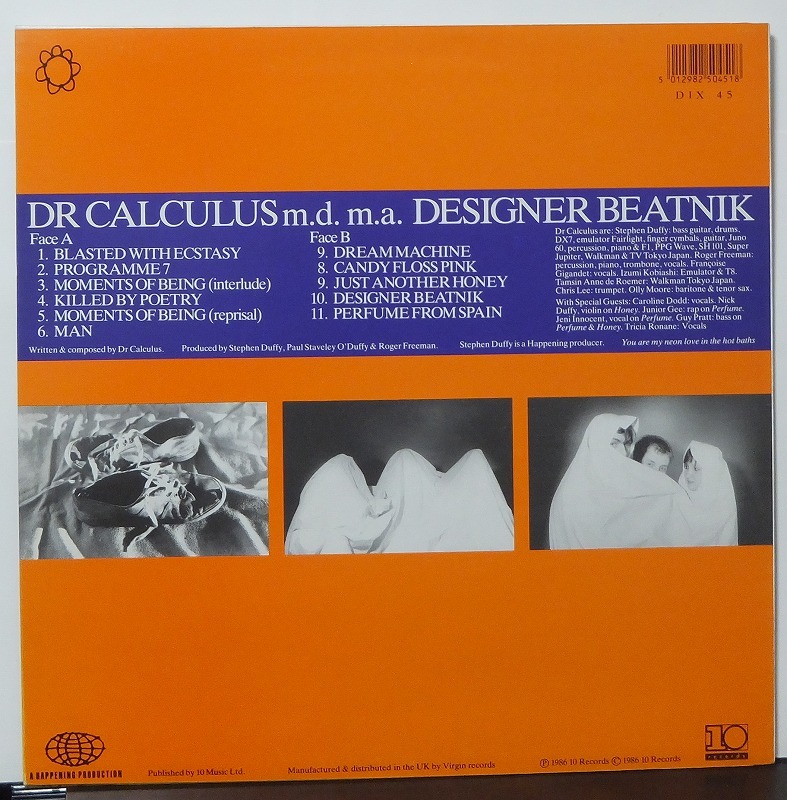 5 012982 504518
DIX 45
DR CALCULUS m.d. m.a. DESIGNER BEATNIK
Face A
1. BLASTED WITH ECSTASY
2. PROGRAMME 7
3. MOMENTS OF BEING (interlude)
4. KILLED BY POETRY
5. MOMENTS OF BEING (reprisal)
6. MAN
Face B
9. DREAM MACHINE
8. CANDY FLOSS PINK
9. JUST ANOTHER HONEY
10. DESIGNER BEATNIK
11. PERFUME FROM SPAIN
Dr Calculus are: Stephen Duffy: bass guitar, drums,
DX7, emulator Fairlight, finger cymbals, guitar, Juno
60, percussion, piano & F1, PPG Wave, SH 101, Super
Jupiter, Walkman & TV Tokyo Japan. Roger Freeman:
percussion, piano, trombone, vocals. Françoise
Gigandet: vocals. Izumi Kobiashi: Emulator & T8.
Tamsin Anne de Roemer: Walkman Tokyo Japan.
Chris Lee: trumpet. Olly Moore: baritone & tenor sax.
With Special Guests: Caroline Dodd: vocals. Nick
Duffy, violin on Honey. Junior Gee: rap on Perfume.
Jeni Innocent, vocal on Perfume. Guy Pratt: bass on
Perfume & Honey. Tricia Ronane: Vocals
Written & composed by Dr Calculus. Produced by Stephen Duffy, Paul Staveley O'Duffy & Roger Freeman. Stephen Duffy is a Happening producer. You are my neon love in the hot baths
A HAPPENING PRODUCTION
Published by 10 Music Ltd.
Manufactured & distributed in the UK by Virgin records
Ⓟ 1986 10 Records © 1986 10 Records
10
records